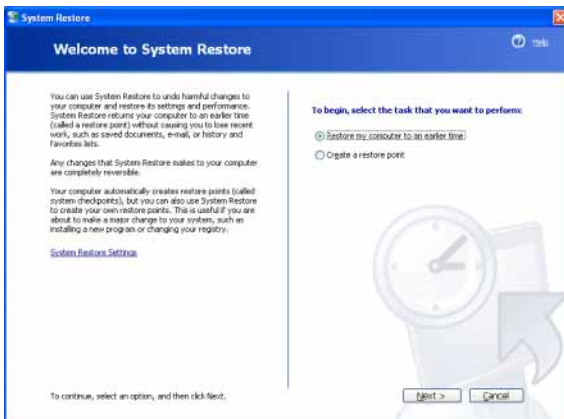 System Restore
Welcome to System Restore
Help
You can use System Restore to undo harmful changes to
your computer and restore its settings and performance.
System Restore returns your computer to an earlier time
(called a restore point) without causing you to lose recent
work, such as saved documents, e-mail, or history and
favorites lists.
Any changes that System Restore makes to your computer
are completely reversible.
Your computer automatically creates restore points (called
system checkpoints), but you can also use System Restore
to create your own restore points. This is useful if you are
about to make a major change to your system, such as
installing a new program or changing your registry.
System Restore Settings
To begin, select the task that you want to perform:
Restore my computer to an earlier time
Create a restore point
To continue, select an option, and then click Next.
Next >
Cancel